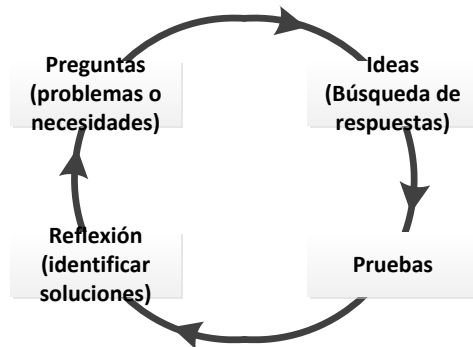 Preguntas
(problemas o
necesidades)
Ideas
(Búsqueda de
respuestas)
Pruebas
Reflexión
(identificar
soluciones)